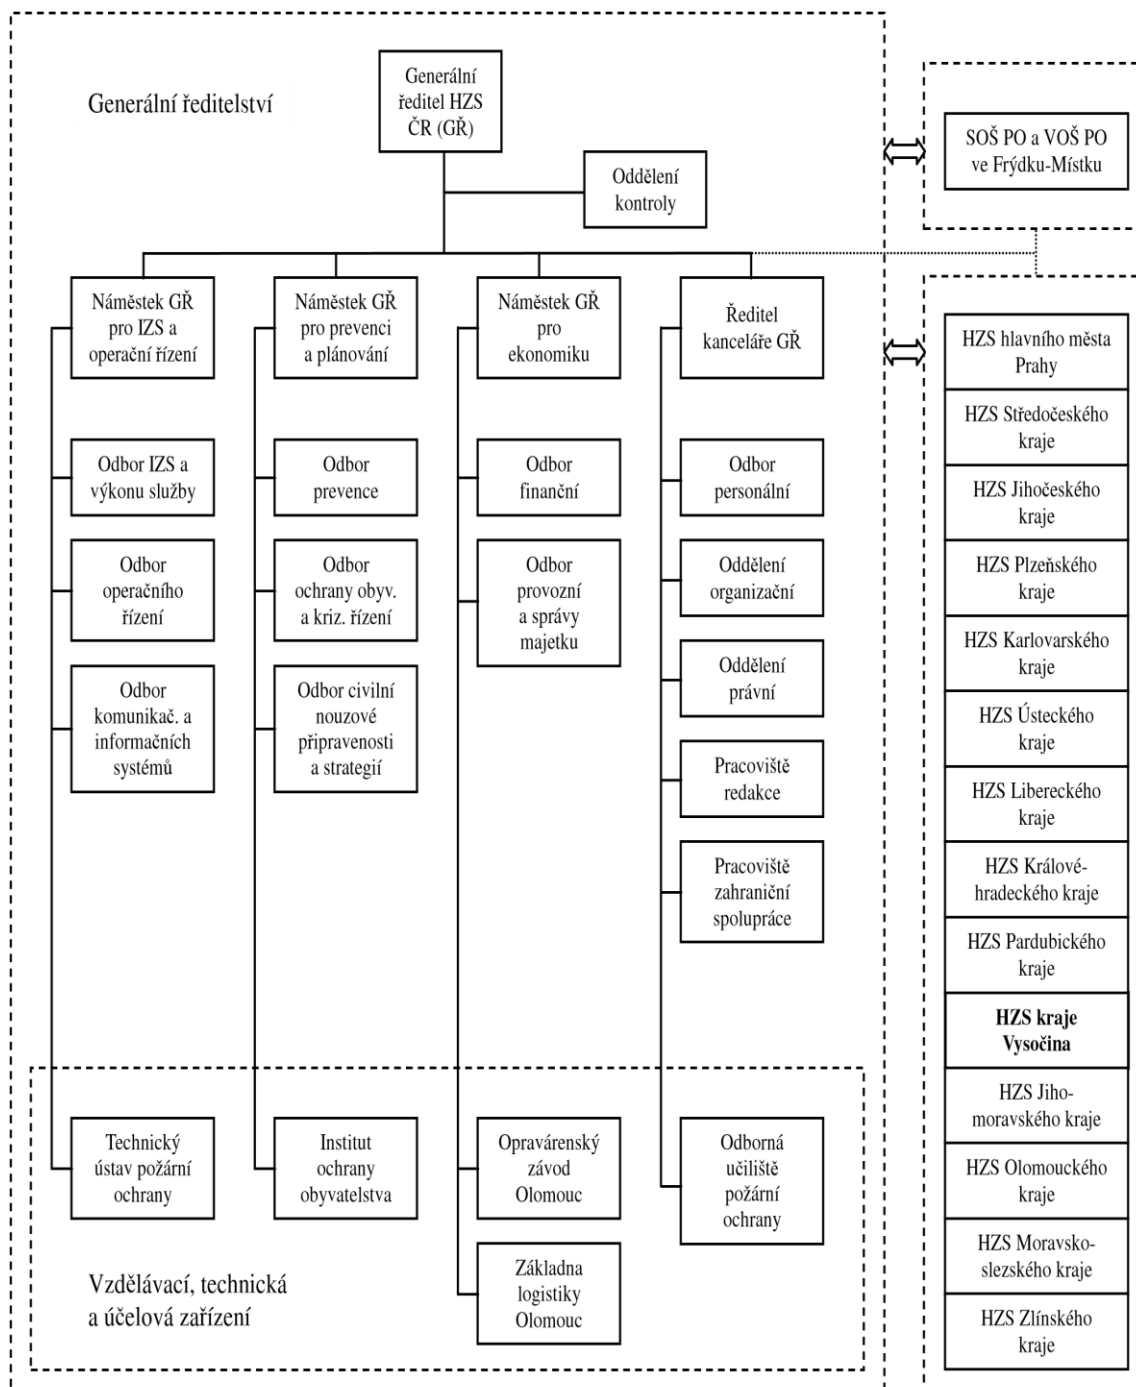 Generální ředitelství
Generální
ředitel HZS
ČR (GŘ)
Oddělení
kontroly
SOŠ PO a VOŠ PO
ve Frýdku-Místku
Náměstek GŘ
pro IZS a
operační řízení
Náměstek GŘ
pro prevenci
a plánování
Náměstek GŘ
pro
ekonomiku
Ředitel
kanceláře GŘ
Odbor IZS a
výkonu služby
Odbor
prevence
Odbor
finanční
Odbor
personální
Odbor
operačního
řízení
Odbor
ochrany obyv.
a kriz. řízení
Odbor
provozní
a správy
majetku
Oddělení
organizační
Oddělení
právní
Odbor
komunikač. a
informačních
systémů
Odbor civilní
nouzové
připravenosti
a strategií
Pracoviště
redakce
Pracoviště
zahraniční
spolupráce
Technický
ústav požární
ochrany
Institut
ochrany
obyvatelstva
Opravárenský
závod
Olomouc
Odborná
učiliště
požární
ochrany
Základna
logistiky
Olomouc
Vzdělávací, technická
a účelová zařízení
HZS hlavního města
Prahy
HZS Středočeského
kraje
HZS Jihočeského
kraje
HZS Plzeňského
kraje
HZS Karlovarského
kraje
HZS Ústeckého
kraje
HZS Libereckého
kraje
HZS Králové-
hradeckého kraje
HZS Pardubického
kraje
HZS kraje
Vysočina
HZS Jiho-
moravského kraje
HZS Olomouckého
kraje
HZS Moravsko-
slezského kraje
HZS Zlínského
kraje